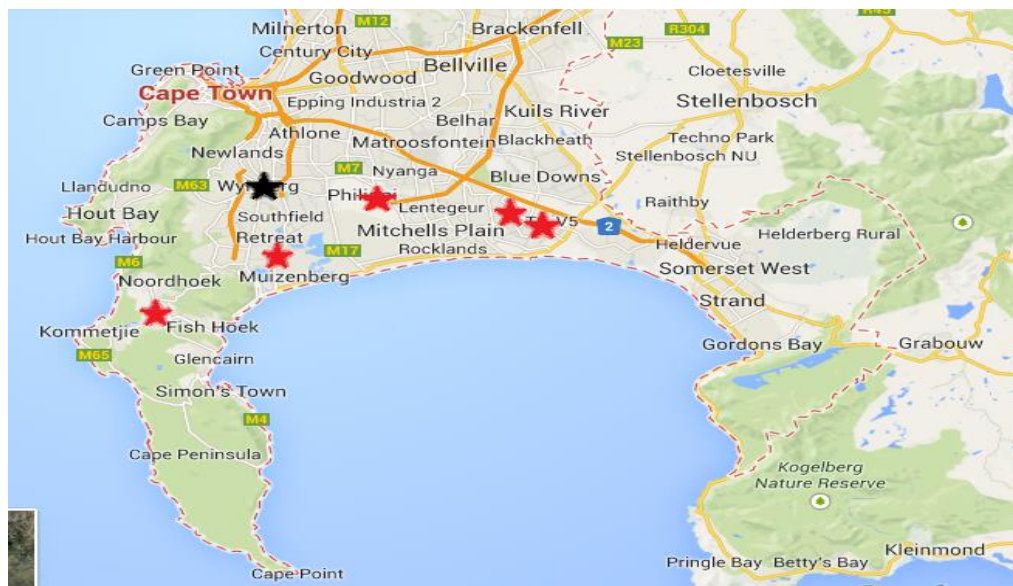 M12
Milnerton
Brackenfell
R304
R45
M23
Century City
Bellville
Green Point
Goodwood
Cloetesville
Cape Town
Epping Industria 2
Kuils River
Stellenbosch
Camps Bay
Belhar
Athlone
Matroosfontein
Blackheath
Techno Park
Newlands
Stellenbosch NU
M7
Nyanga
Blue Downs
Llandudno
M63
Raithby
Hout Bay
Southfield
Lentegeur
V5
2
Mitchells Plain
Helderberg Rural
Hout Bay Harbour
Retreat
M17
Rocklands
Heldervue
M6
Muizenberg
Somerset West
Noordhoek
Strand
Kommetjie
Fish Hoek
Gordons Bay
Grabouw
M65
Glencairn
Simon's Town
M4
Cape Peninsula
Kogelberg
Nature Reserve
Kleinmond
Pringle Bay
Betty's Bay
Cape Point